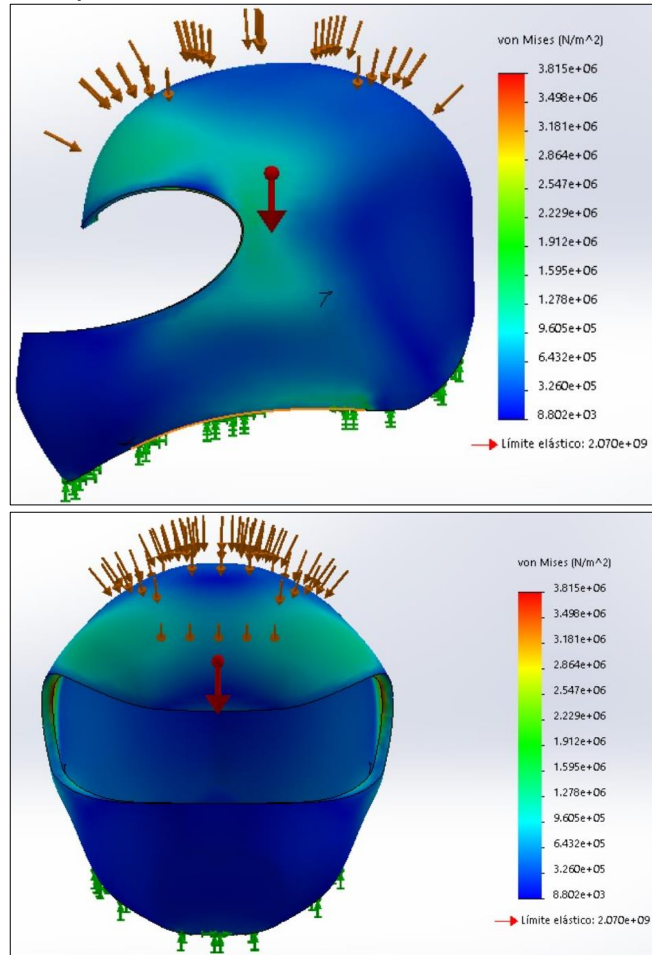 von Mises (N/m^2)
3.815e+06
3.498e+06
3.181e+06
2.864e+06
2.547e+06
2.229e+06
1.912e+06
1.595e+06
1.278e+06
9.605e+05
6.432e+05
3.260e+05
8.802e+03
Límite elástico: 2.070e+09
von Mises (N/m^2)
3.815e+06
3.498e+06
3.181e+06
2.864e+06
2.547e+06
2.229e+06
1.912e+06
1.595e+06
1.278e+06
9.605e+05
6.432e+05
3.260e+05
8.802e+03
Límite elástico: 2.070e+09